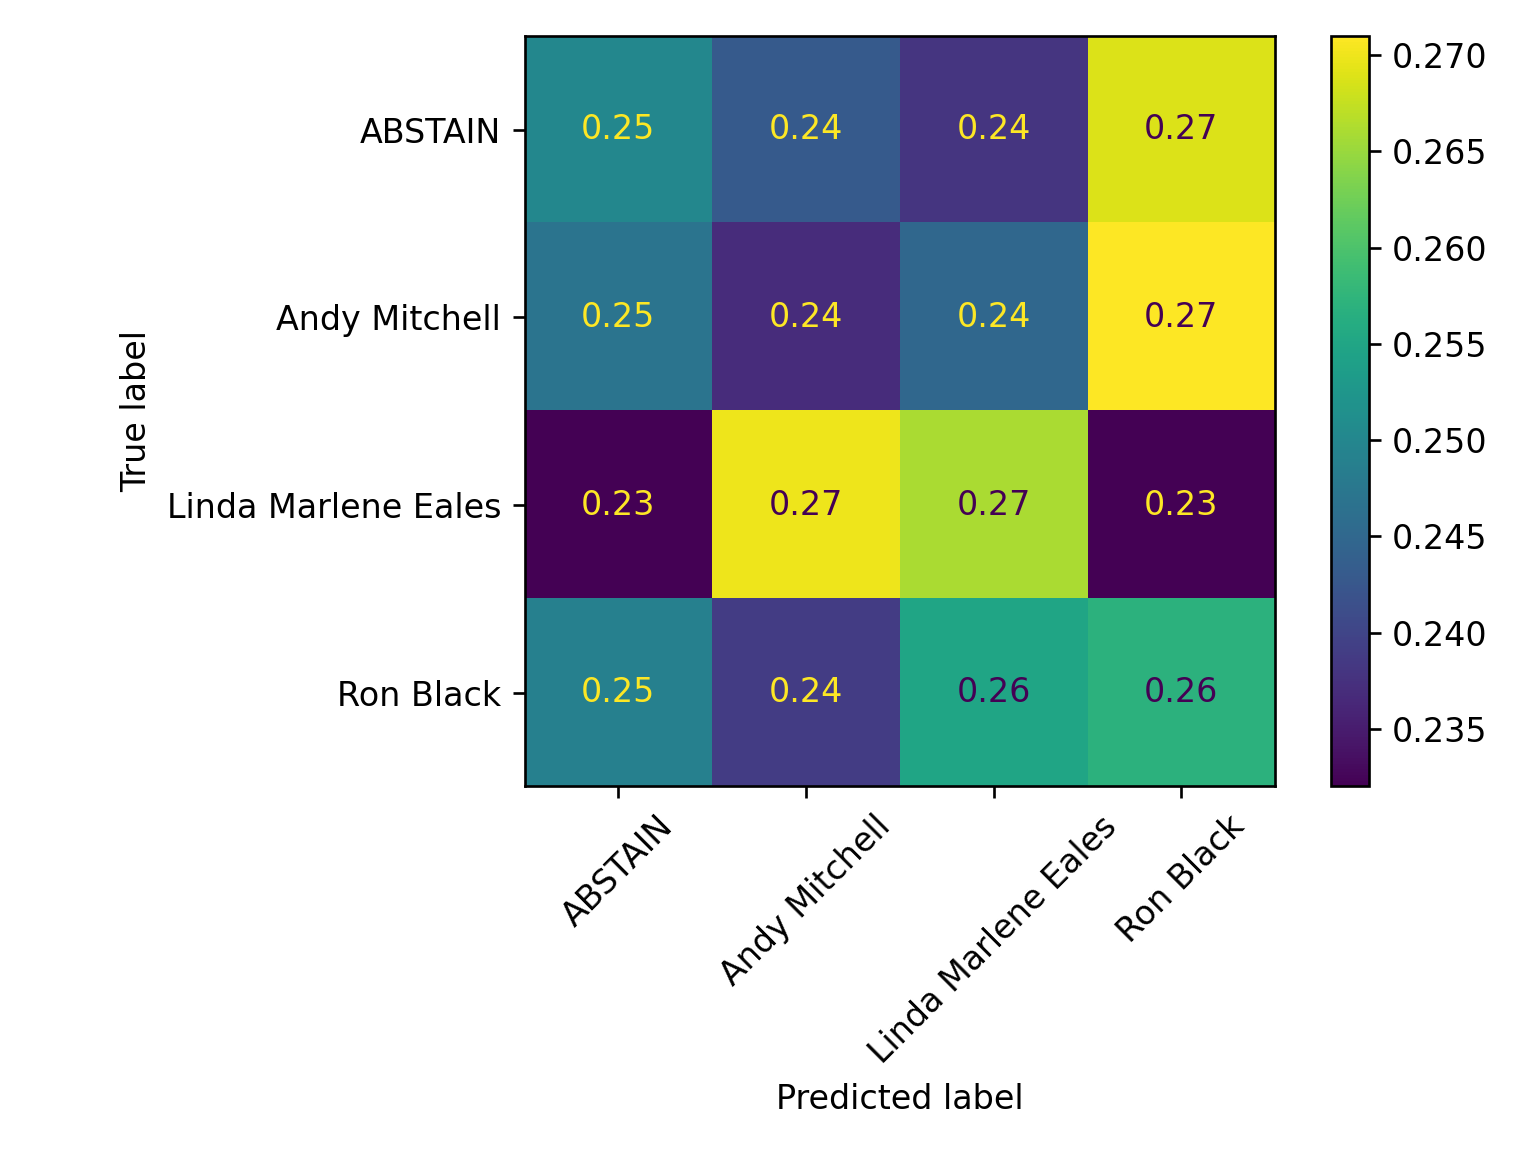 ABSTAIN 0.25 0.24 0.24 0.27
Andy Mitchell 0.25 0.24 0.24 0.27
Linda Marlene Eales 0.23 0.27 0.27 0.23
Ron Black 0.25 0.24 0.26 0.26
True label
ABSTAIN
Andy Mitchell
Linda Marlene Eales
Ron Black
Predicted label
0.270
0.265
0.260
0.255
0.250
0.245
0.240
0.235